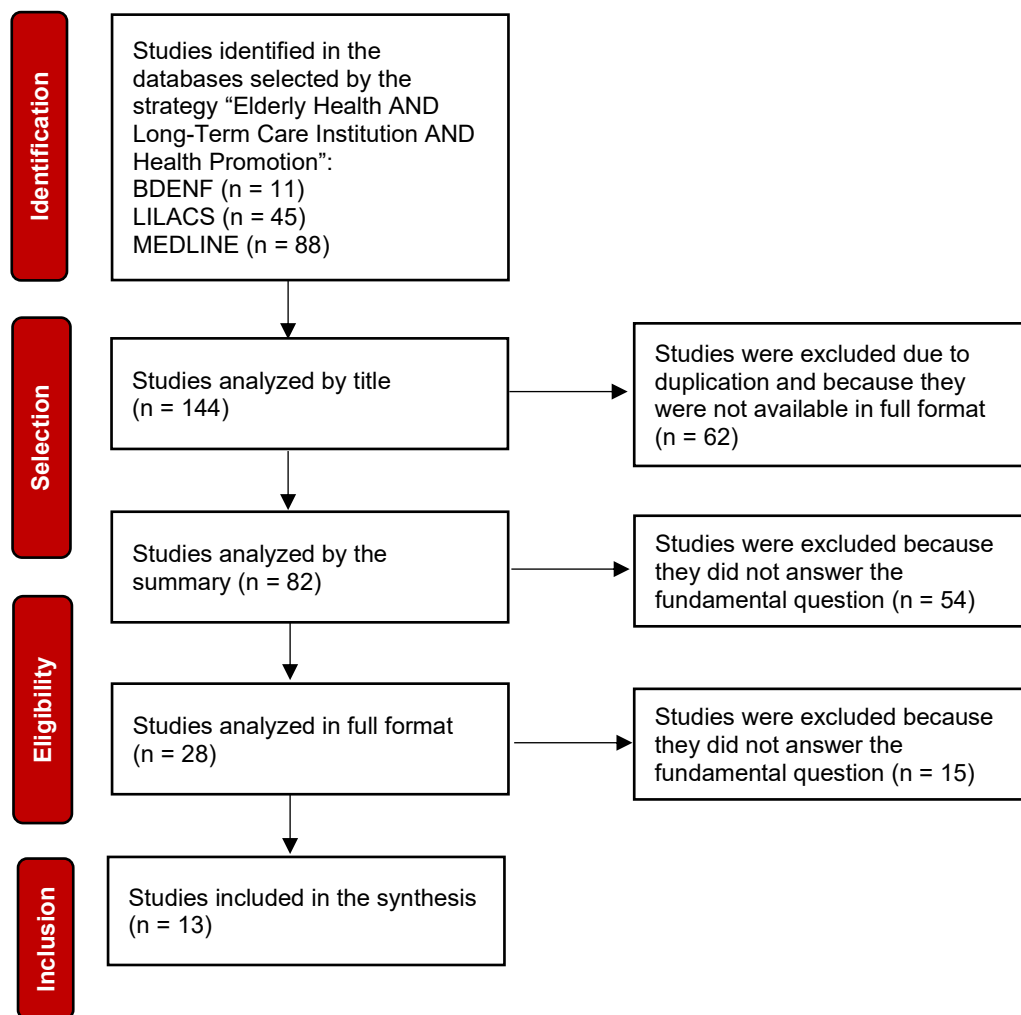 Identification
Studies identified in the
databases selected by the
strategy “Elderly Health AND
Long-Term Care Institution AND
Health Promotion”:
BDENF (n = 11)
LILACS (n = 45)
MEDLINE (n = 88)
Selection
Studies analyzed by title
(n = 144)
Studies were excluded due to
duplication and because they
were not available in full format
(n = 62)
Studies analyzed by the
summary (n = 82)
Studies were excluded because
they did not answer the
fundamental question (n = 54)
Eligibility
Studies analyzed in full format
(n = 28)
Studies were excluded because
they did not answer the
fundamental question (n = 15)
Inclusion
Studies included in the synthesis
(n = 13)